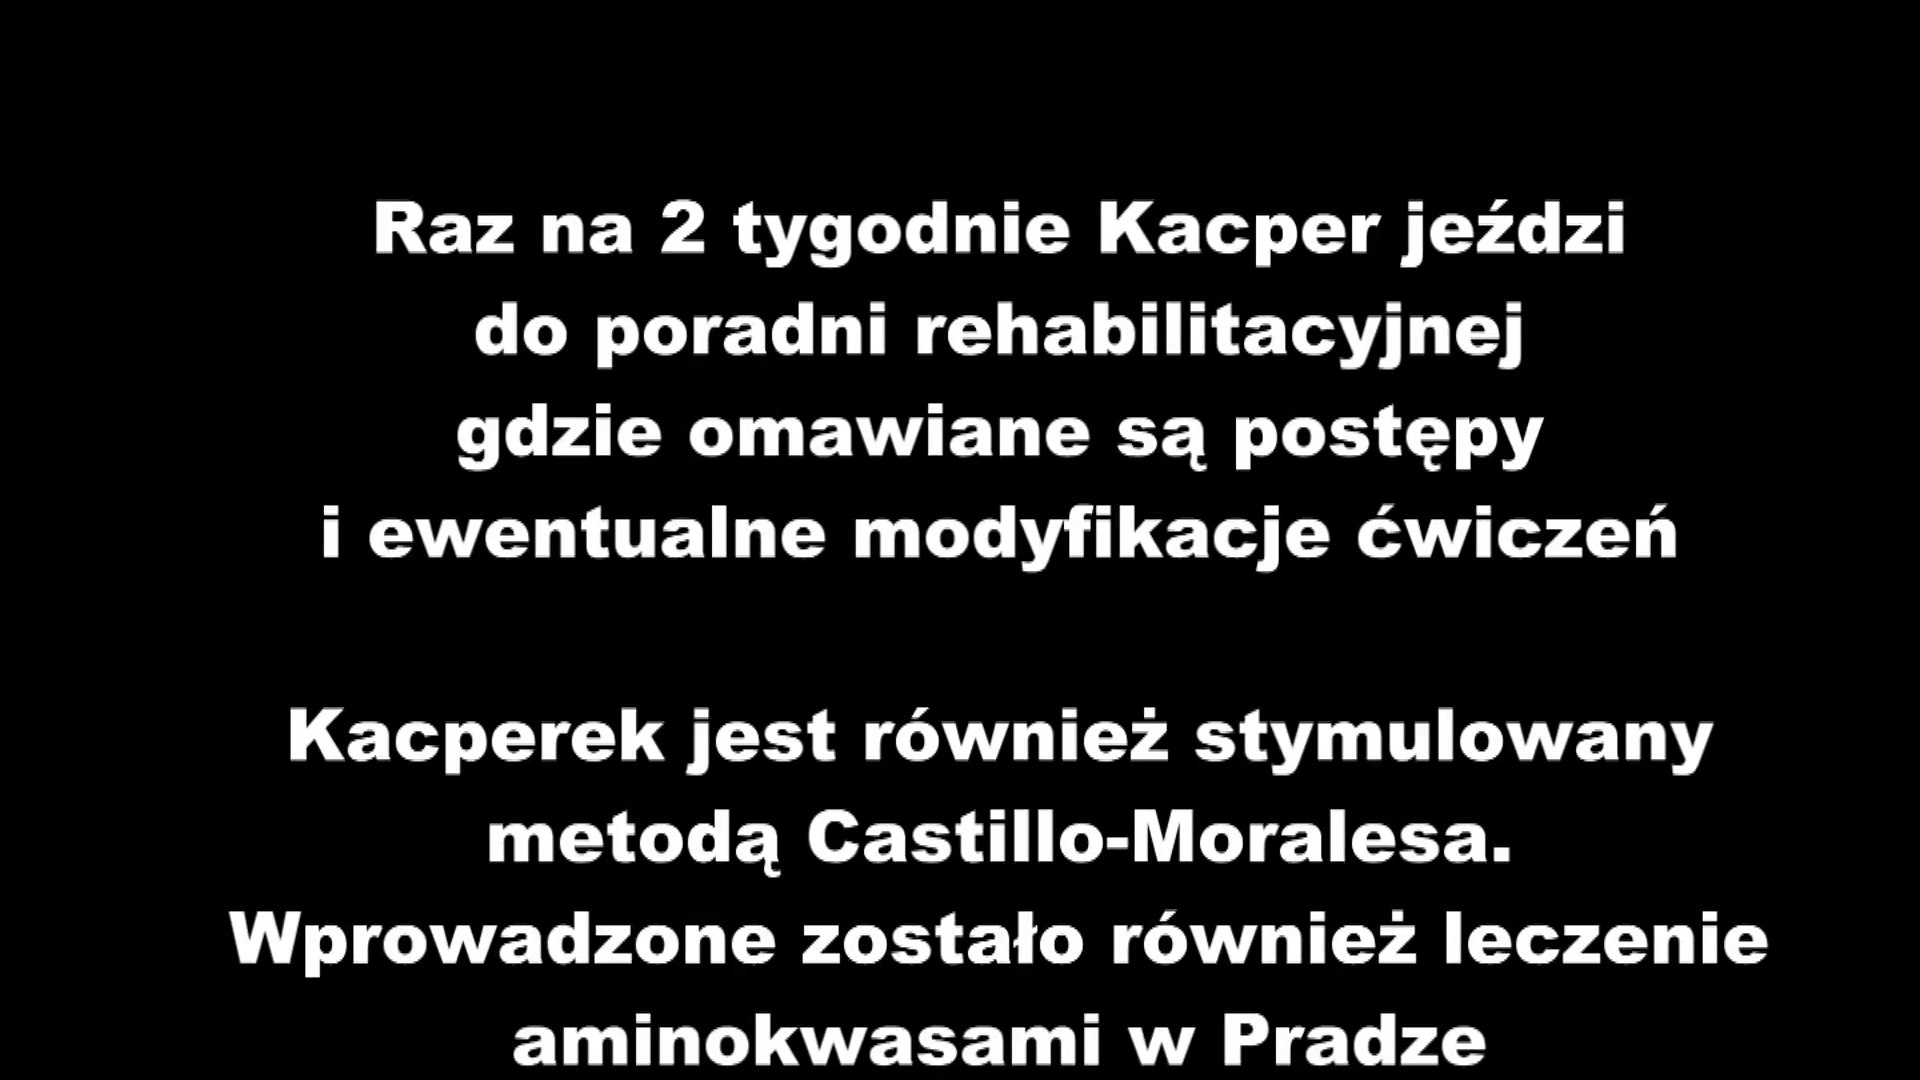 Raz na 2 tygodnie Kacper jeździ
do poradni rehabilitacyjnej
gdzie omawiane są postępy
i ewentualne modyfikacje ćwiczeń
Kacperek jest również stymulowany
metodą Castillo-Moralesa.
Wprowadzone zostało również leczenie
aminokwasami w Pradze